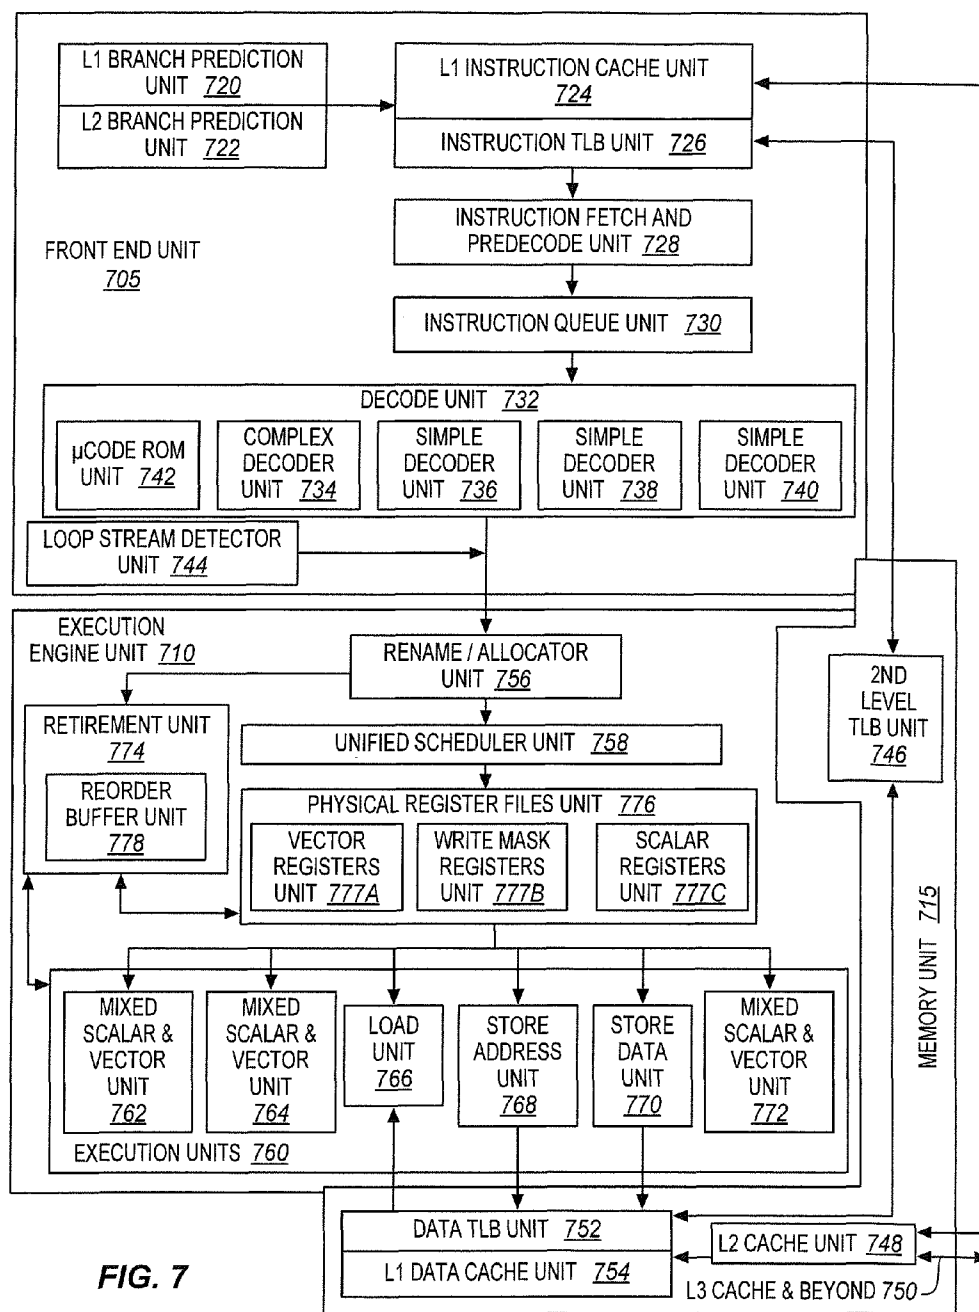 L1 BRANCH PREDICTION
UNIT 720
L2 BRANCH PREDICTION
UNIT 722
L1 INSTRUCTION CACHE UNIT
724
INSTRUCTION TLB UNIT 726
INSTRUCTION FETCH AND
PREDECODE UNIT 728
FRONT END UNIT
705
INSTRUCTION QUEUE UNIT 730
DECODE UNIT 732
µCODE ROM
UNIT 742
COMPLEX
DECODER
UNIT 734
SIMPLE
DECODER
UNIT 736
SIMPLE
DECODER
UNIT 738
SIMPLE
DECODER
UNIT 740
LOOP STREAM DETECTOR
UNIT 744
EXECUTION
ENGINE UNIT 710
RENAME / ALLOCATOR
UNIT 756
2ND
LEVEL
TLB UNIT
746
RETIREMENT UNIT
774
REORDER
BUFFER UNIT
778
UNIFIED SCHEDULER UNIT 758
PHYSICAL REGISTER FILES UNIT 776
VECTOR
REGISTERS
UNIT 777A
WRITE MASK
REGISTERS
UNIT 777B
SCALAR
REGISTERS
UNIT 777C
MEMORY UNIT 715
MIXED
SCALAR &
VECTOR
UNIT
762
MIXED
SCALAR &
VECTOR
UNIT
764
LOAD
UNIT
766
STORE
ADDRESS
UNIT
768
STORE
DATA
UNIT
770
MIXED
SCALAR &
VECTOR
UNIT
772
EXECUTION UNITS 760
DATA TLB UNIT 752
L1 DATA CACHE UNIT 754
L2 CACHE UNIT 748
L3 CACHE & BEYOND 750
FIG. 7